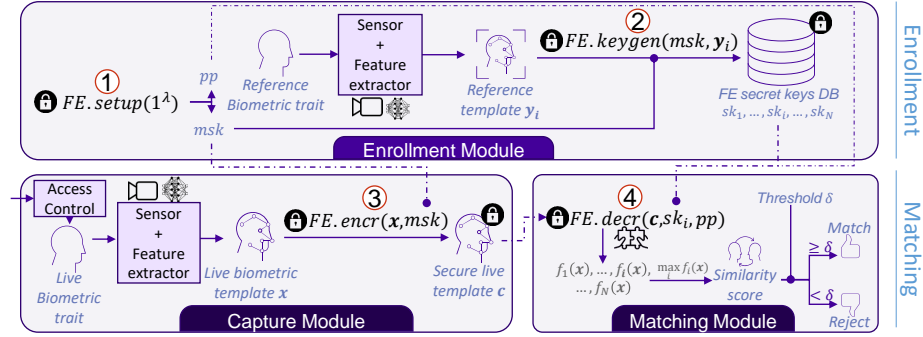 1
FE.setup(1^λ)
pp
msk
Reference
Biometric trait
Sensor
+
Feature
extractor
Reference
template y_i
2
FE.keygen(msk, y_i)
FE secret keys DB
sk_1, ..., sk_i, ..., sk_N
Enrollment Module
Enrollment
Access
Control
Live
Biometric
trait
Sensor
+
Feature
extractor
Live biometric
template x
3
FE.encr(x,msk)
Secure live
template c
Capture Module
4
FE.decr(c,sk_i,pp)
f_1(x), ..., f_i(x),
..., f_N(x)
max_i f_i(x)
Similarity
score
Threshold δ
≥ δ
Match
< δ
Reject
Matching Module
Matching